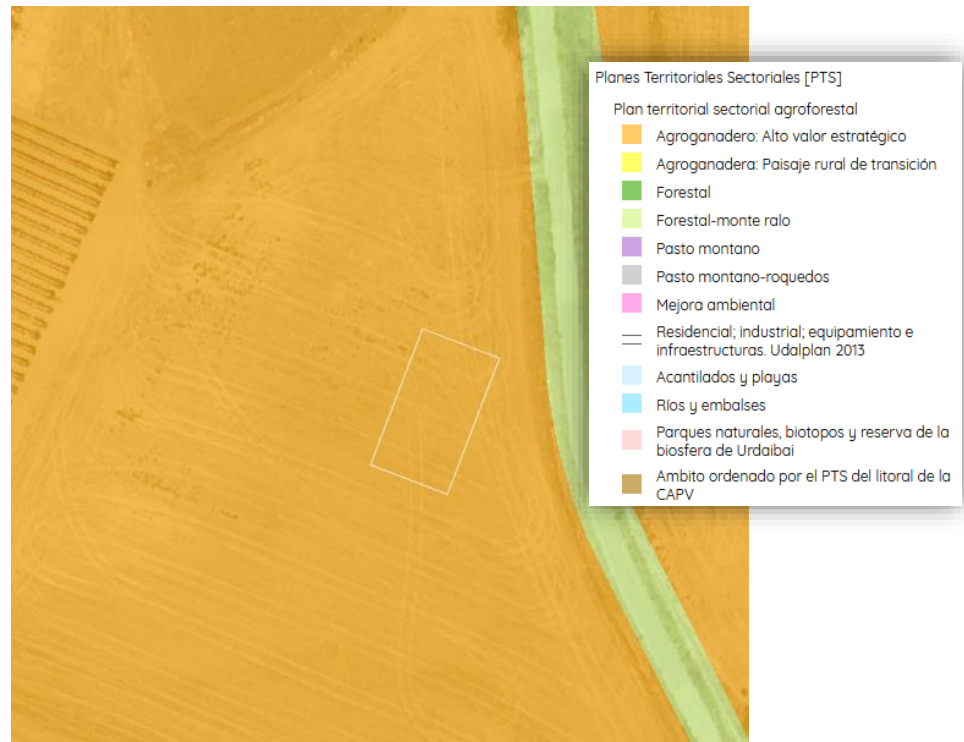 Planes Territoriales Sectoriales [PTS]
Plan territorial sectorial agroforestal
Agroganadero: Alto valor estratégico
Agroganadera: Paisaje rural de transición
Forestal
Forestal-monte ralo
Pasto montano
Pasto montano-roquedos
Mejora ambiental
Residencial; industrial; equipamiento e
infraestructuras. Udalplan 2013
Acantilados y playas
Ríos y embalses
Parques naturales, biotopos y reserva de la
biosfera de Urdaibai
Ambito ordenado por el PTS del litoral de la
CAPV